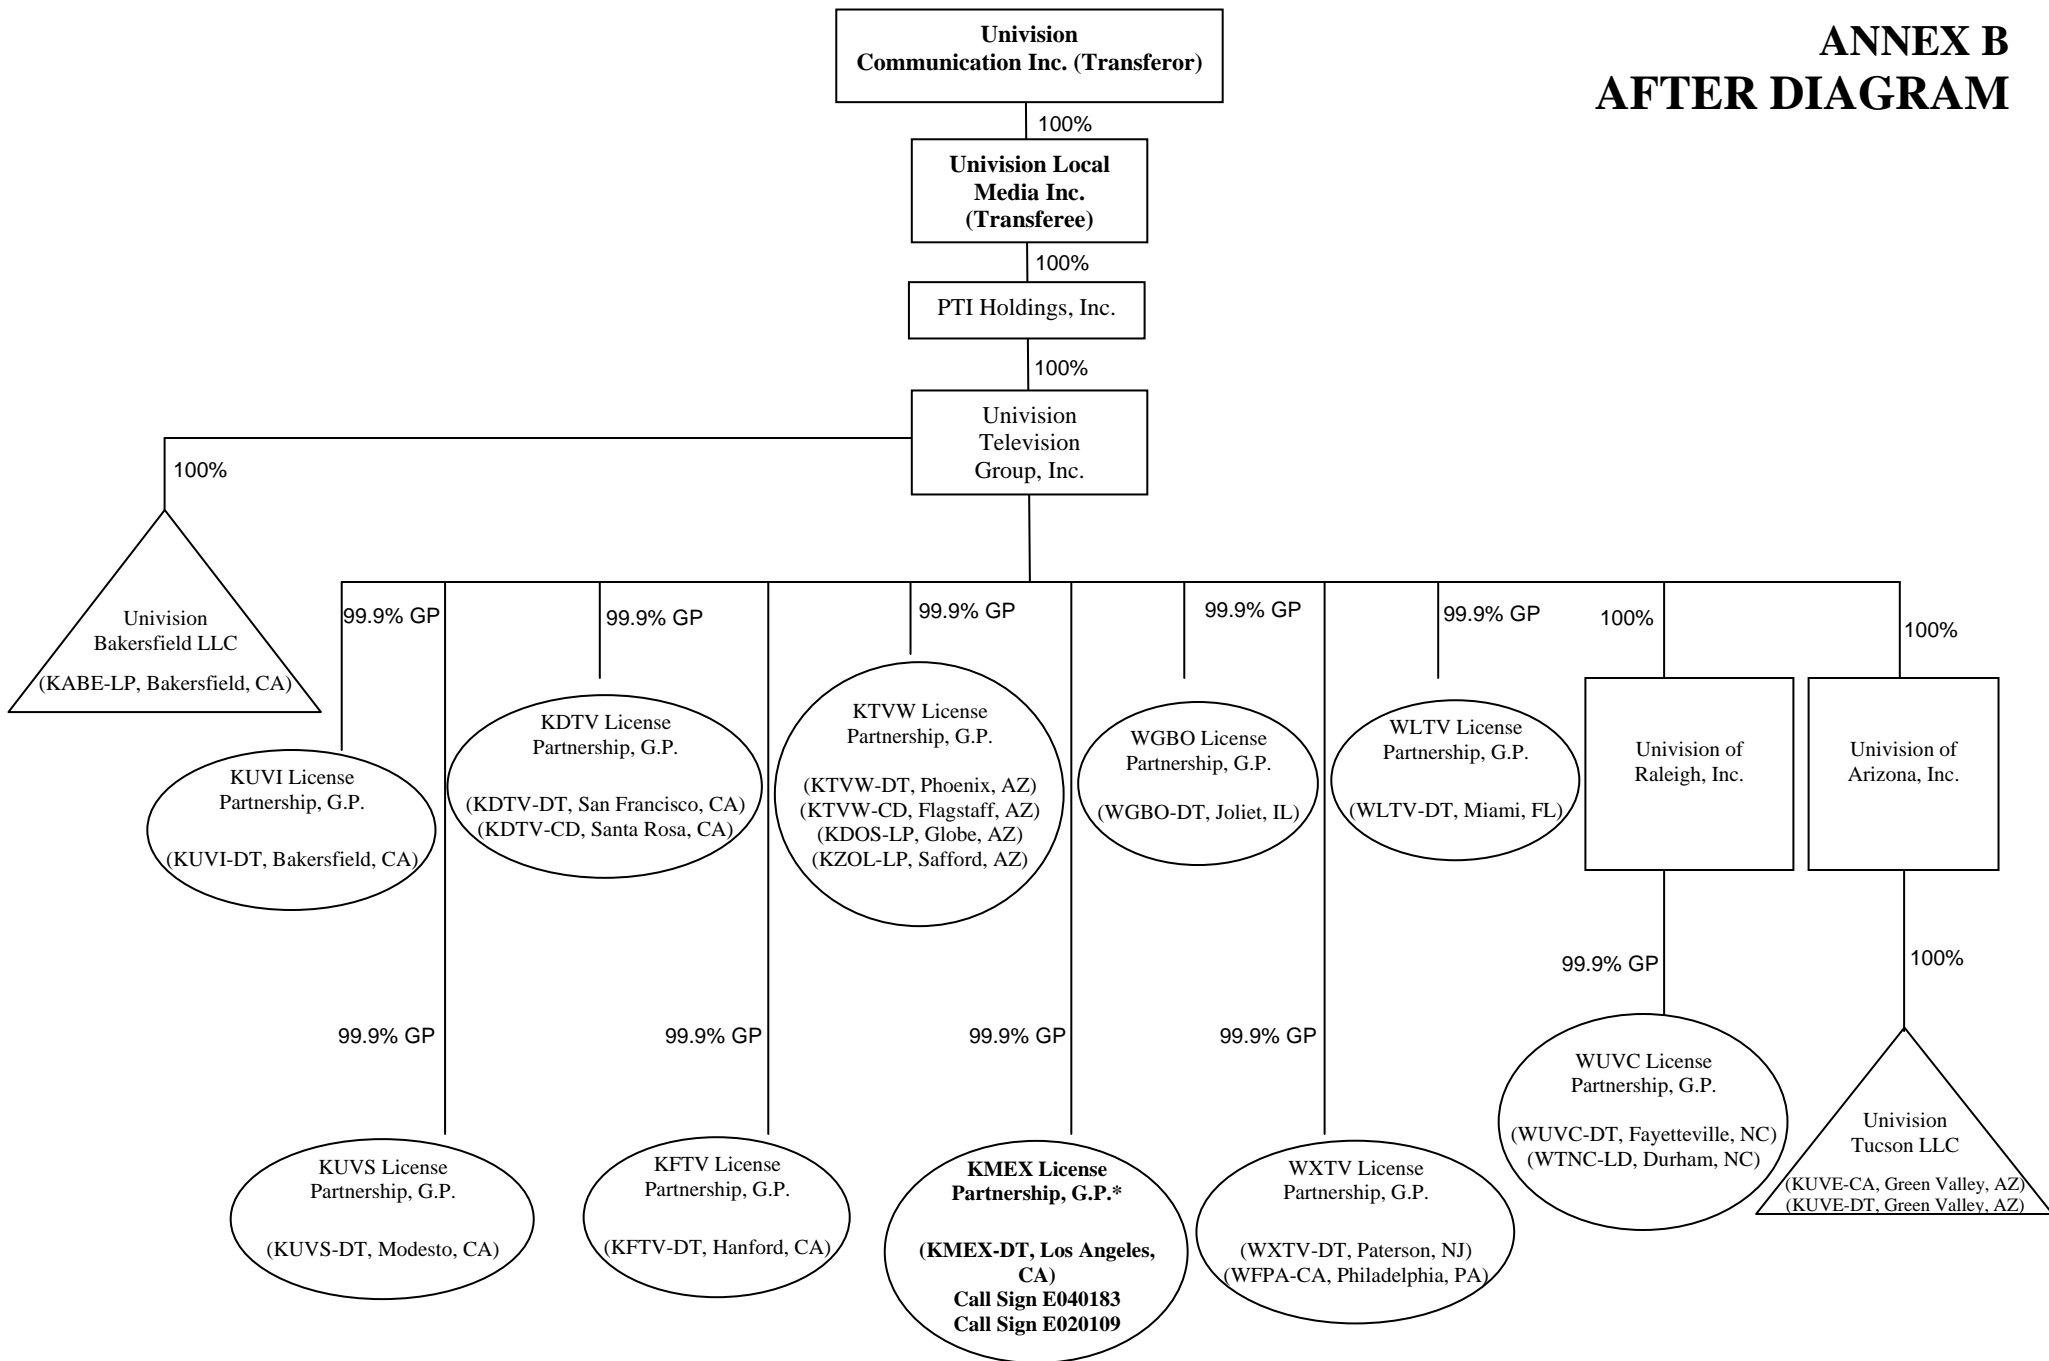 ANNEX B
AFTER DIAGRAM
Univision
Communication Inc. (Transferor)
100%
Univision Local
Media Inc.
(Transferee)
100%
PTI Holdings, Inc.
100%
Univision
Television
Group, Inc.
100%
Univision
Bakersfield LLC
(KABE-LP, Bakersfield, CA)
99.9% GP
KUVI License
Partnership, G.P.
(KUVI-DT, Bakersfield, CA)
99.9% GP
KDTV License
Partnership, G.P.
(KDTV-DT, San Francisco, CA)
(KDTV-CD, Santa Rosa, CA)
99.9% GP
KTVW License
Partnership, G.P.
(KTVW-DT, Phoenix, AZ)
(KTVW-CD, Flagstaff, AZ)
(KDOS-LP, Globe, AZ)
(KZOL-LP, Safford, AZ)
99.9% GP
WGBO License
Partnership, G.P.
(WGBO-DT, Joliet, IL)
99.9% GP
WLTV License
Partnership, G.P.
(WLTV-DT, Miami, FL)
100%
Univision of
Raleigh, Inc.
100%
Univision of
Arizona, Inc.
99.9% GP
KUVS License
Partnership, G.P.
(KUVS-DT, Modesto, CA)
99.9% GP
KFTV License
Partnership, G.P.
(KFTV-DT, Hanford, CA)
99.9% GP
KMEX License
Partnership, G.P.*
(KMEX-DT, Los Angeles,
CA)
Call Sign E040183
Call Sign E020109
99.9% GP
WXTV License
Partnership, G.P.
(WXTV-DT, Paterson, NJ)
(WFPA-CA, Philadelphia, PA)
99.9% GP
WUVC License
Partnership, G.P.
(WUVC-DT, Fayetteville, NC)
(WTNC-LD, Durham, NC)
100%
Univision
Tucson LLC
(KUVE-CA, Green Valley, AZ)
(KUVE-DT, Green Valley, AZ)